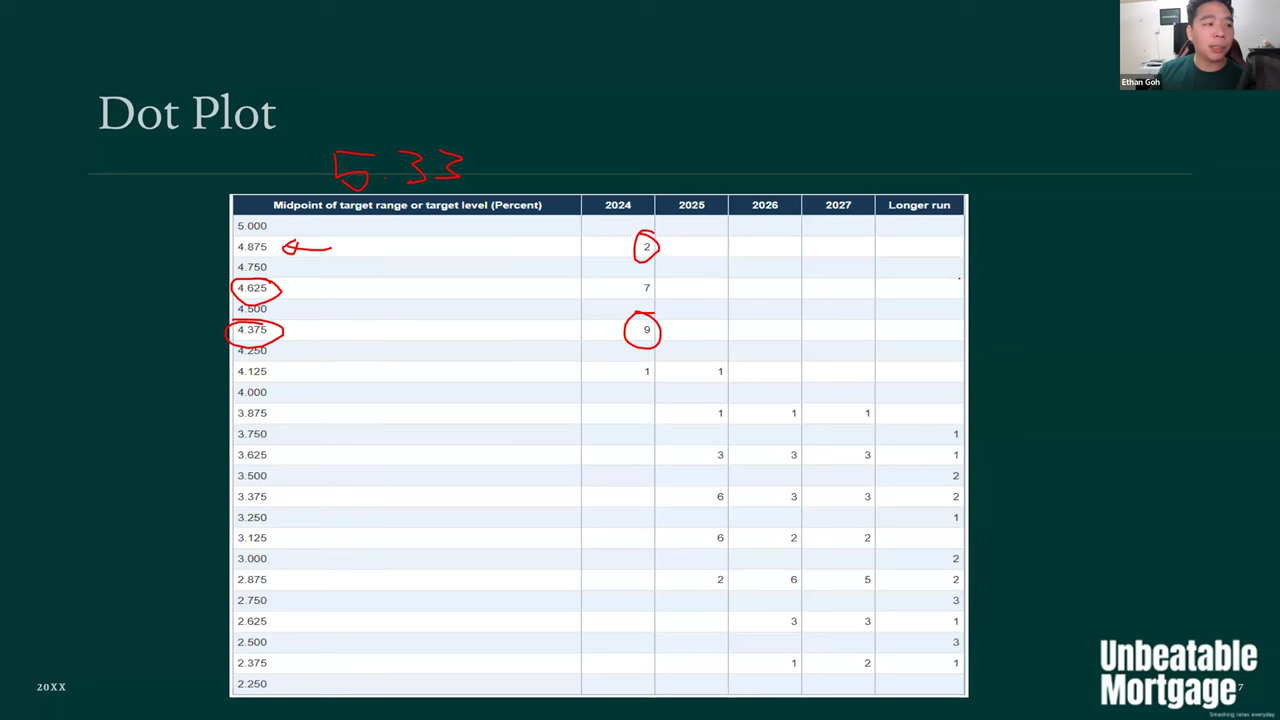 Ethan Goh
Dot Plot
5.33
Midpoint of target range or target level (Percent) 2024 2025 2026 2027 Longer run
5.000
4.875 2
4.750
4.625 7
4.500
4.375 9
4.250
4.125 1 1
4.000
3.875 1 1 1
3.750 1
3.625 3 3 3 1
3.500 2
3.375 6 3 3 2
3.250 1
3.125 6 2 2
3.000 2
2.875 2 6 5 2
2.750 3
2.625 3 3 1
2.500 3
2.375 1 2 1
2.250
20XX
Unbeatable
Mortgage
7
Smashing rates everyday